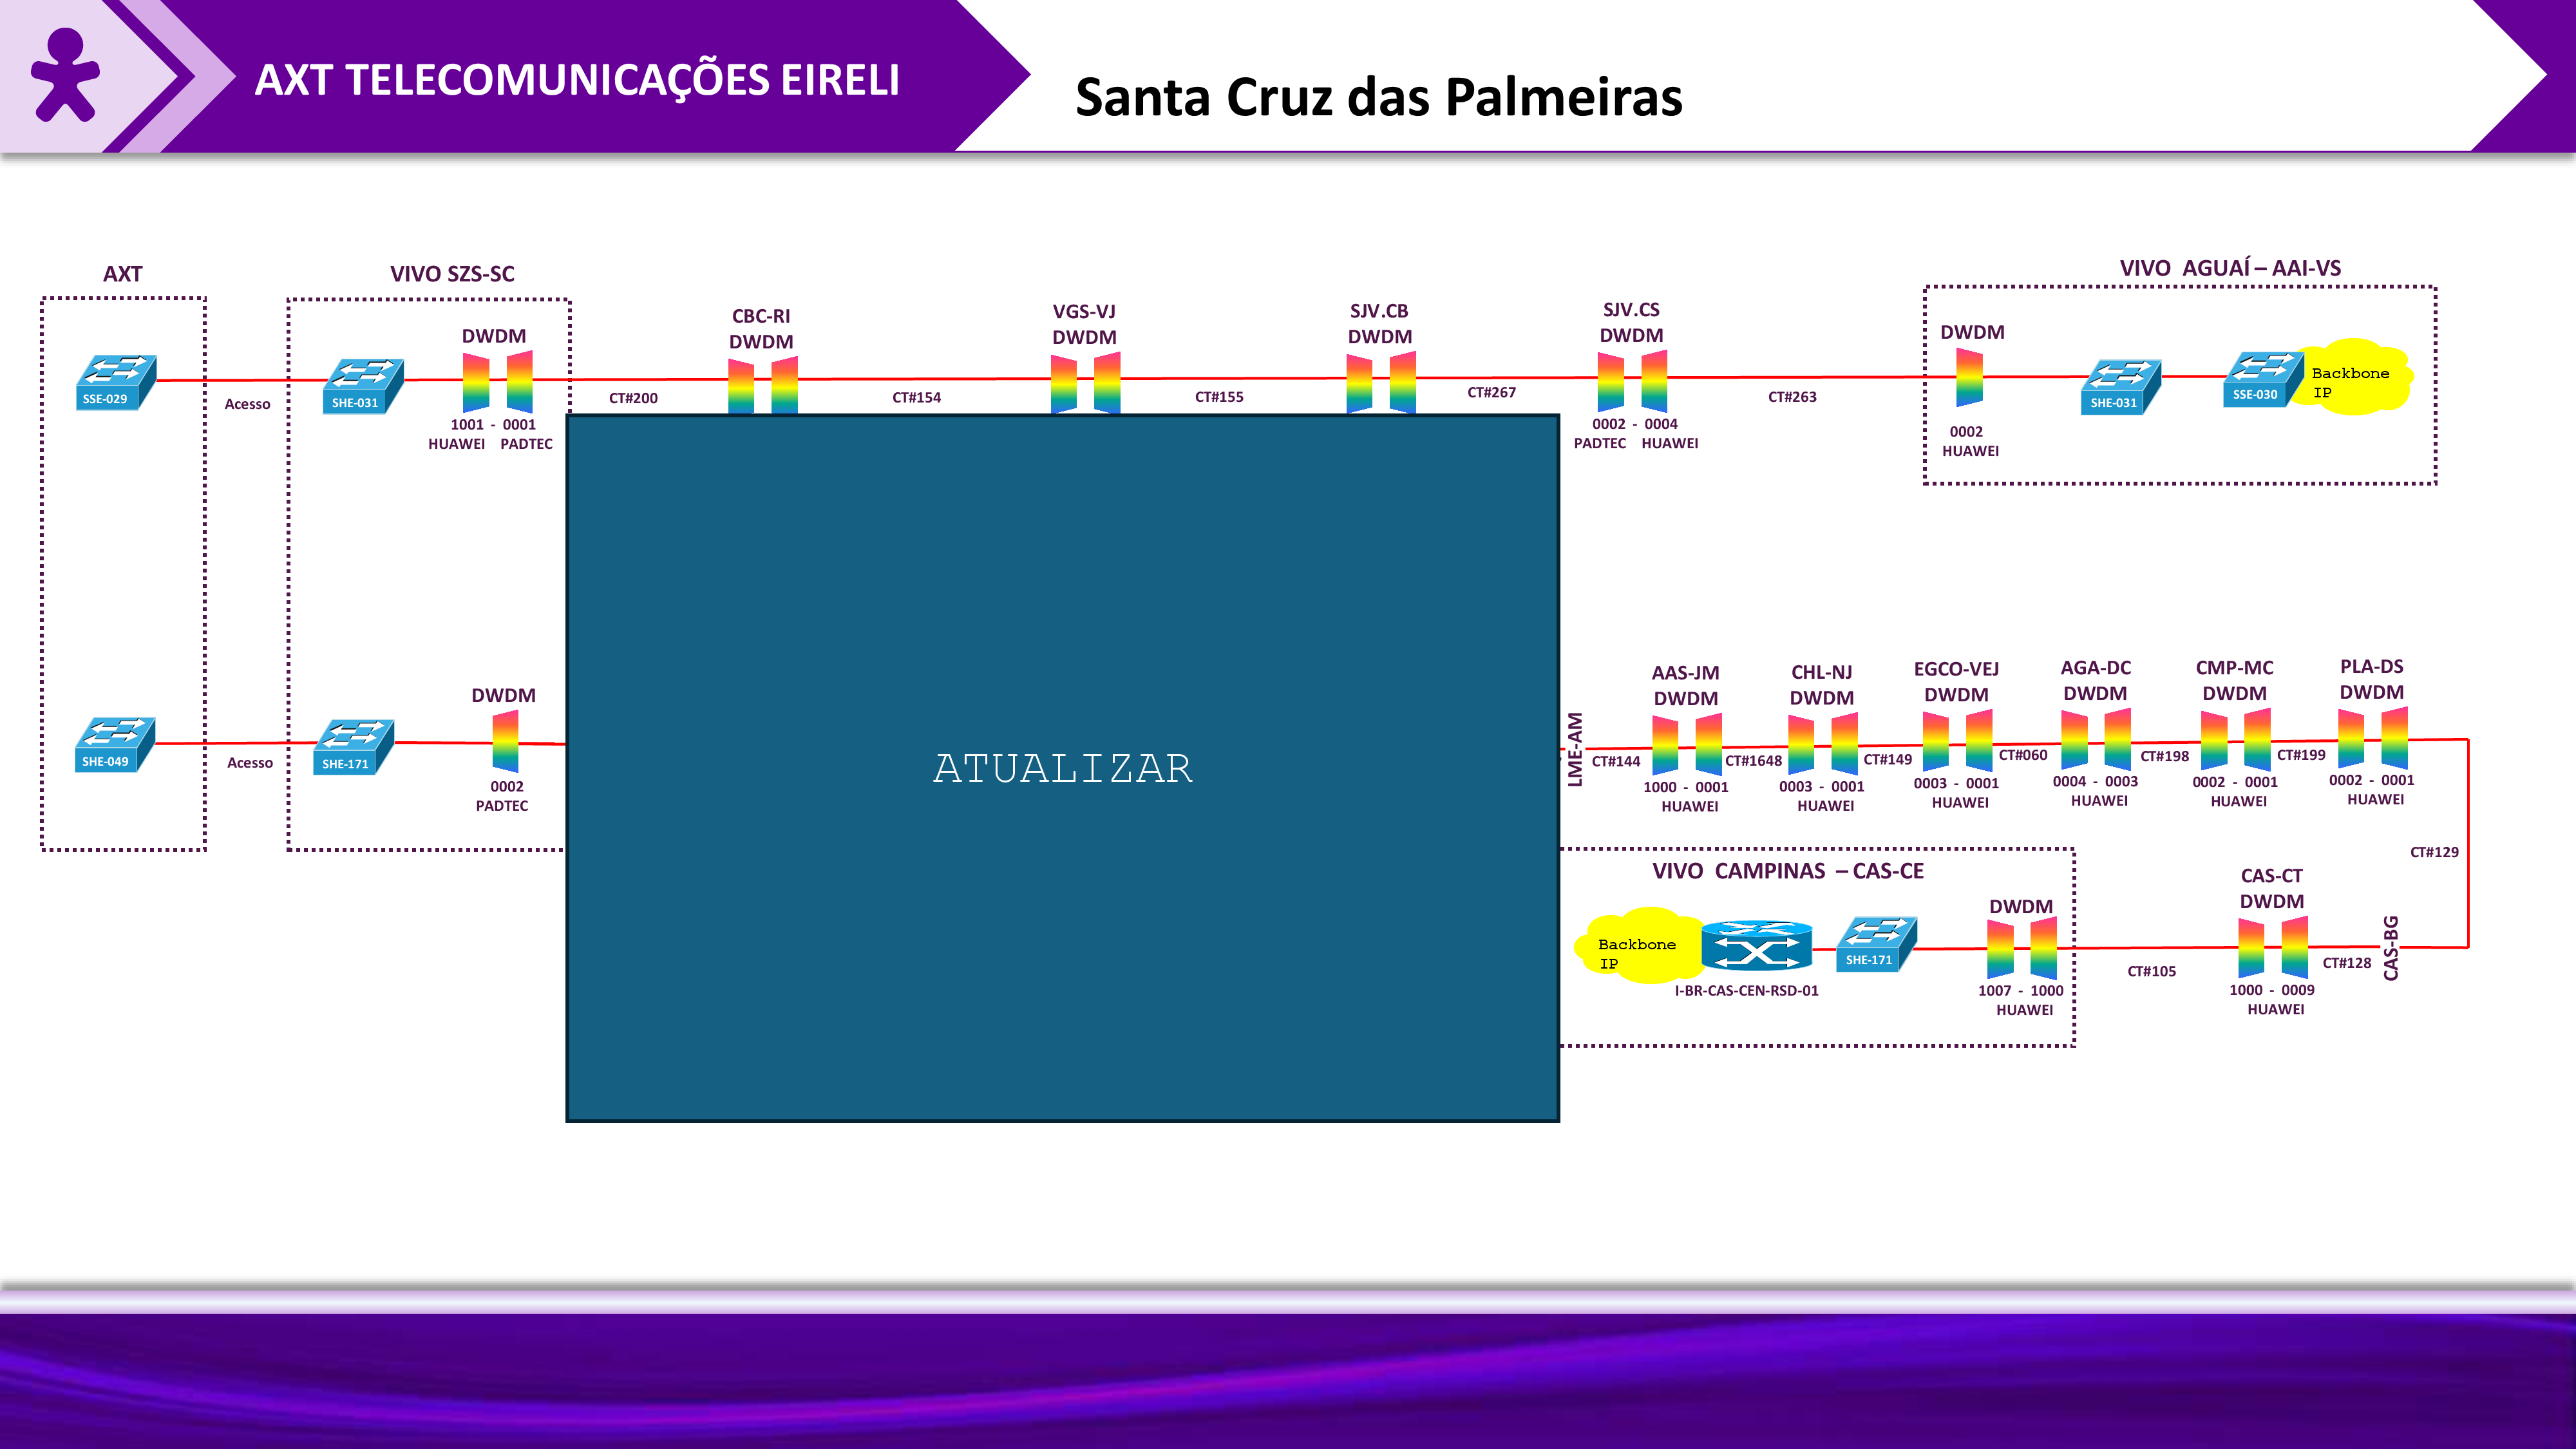 AXT TELECOMUNICAÇÕES EIRELI
Santa Cruz das Palmeiras
AXT
VIVO SZS-SC
VIVO AGUAÍ – AAI-VS
DWDM
CBC-RI
DWDM
VGS-VJ
DWDM
SJV.CB
DWDM
SJV.CS
DWDM
DWDM
SSE-029
Acesso
SHE-031
CT#200
CT#154
CT#155
CT#267
CT#263
SHE-031
SSE-030
Backbone
IP
1001 - 0001
HUAWEI PADTEC
0002 - 0004
PADTEC HUAWEI
0002
HUAWEI
ATUALIZAR
DWDM
SHE-049
Acesso
SHE-171
0002
PADTEC
LME-AM
CT#144
AAS-JM
DWDM
1000 - 0001
HUAWEI
CT#1648
CHL-NJ
DWDM
0003 - 0001
HUAWEI
CT#149
EGCO-VEJ
DWDM
0003 - 0001
HUAWEI
CT#060
AGA-DC
DWDM
0004 - 0003
HUAWEI
CT#198
CMP-MC
DWDM
0002 - 0001
HUAWEI
CT#199
PLA-DS
DWDM
0002 - 0001
HUAWEI
CT#129
VIVO CAMPINAS – CAS-CE
Backbone
IP
I-BR-CAS-CEN-RSD-01
SHE-171
DWDM
1007 - 1000
HUAWEI
CT#105
CAS-CT
DWDM
1000 - 0009
HUAWEI
CT#128
CAS-BG